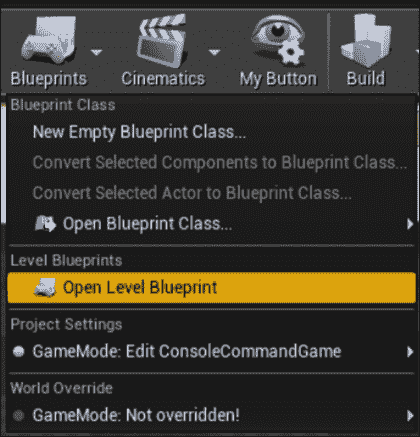 Blueprints Cinematics My Button Build
Blueprint Class
New Empty Blueprint Class...
Convert Selected Components to Blueprint Class...
Convert Selected Actor to Blueprint Class...
Open Blueprint Class...
Level Blueprints
Open Level Blueprint
Project Settings
GameMode: Edit ConsoleCommandGame
World Override
GameMode: Not overridden!